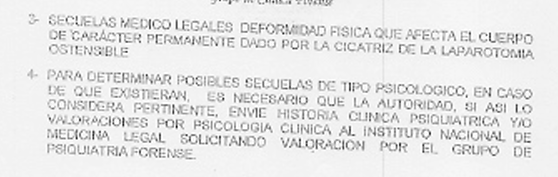 3- SECUELAS MEDICO LEGALES DEFORMIDAD FISICA QUE AFECTA EL CUERPO
DE CARÁCTER PERMANENTE DADO POR LA CICATRIZ DE LA LAPAROTOMIA
OSTENSIBLE
4- PARA DETERMINAR POSIBLES SECUELAS DE TIPO PSICOLOGICO, EN CASO
DE QUE EXISTIERAN, ES NECESARIO QUE LA AUTORIDAD, SI ASI LO
CONSIDERA PERTINENTE, ENVIE HISTORIA CLINICA PSIQUIATRICA Y/O
VALORACIONES POR PSICOLOGIA CLINICA AL INSTITUTO NACIONAL DE
MEDICINA LEGAL SOLICITANDO VALORACION POR EL GRUPO DE
PSIQUIATRIA FORENSE.